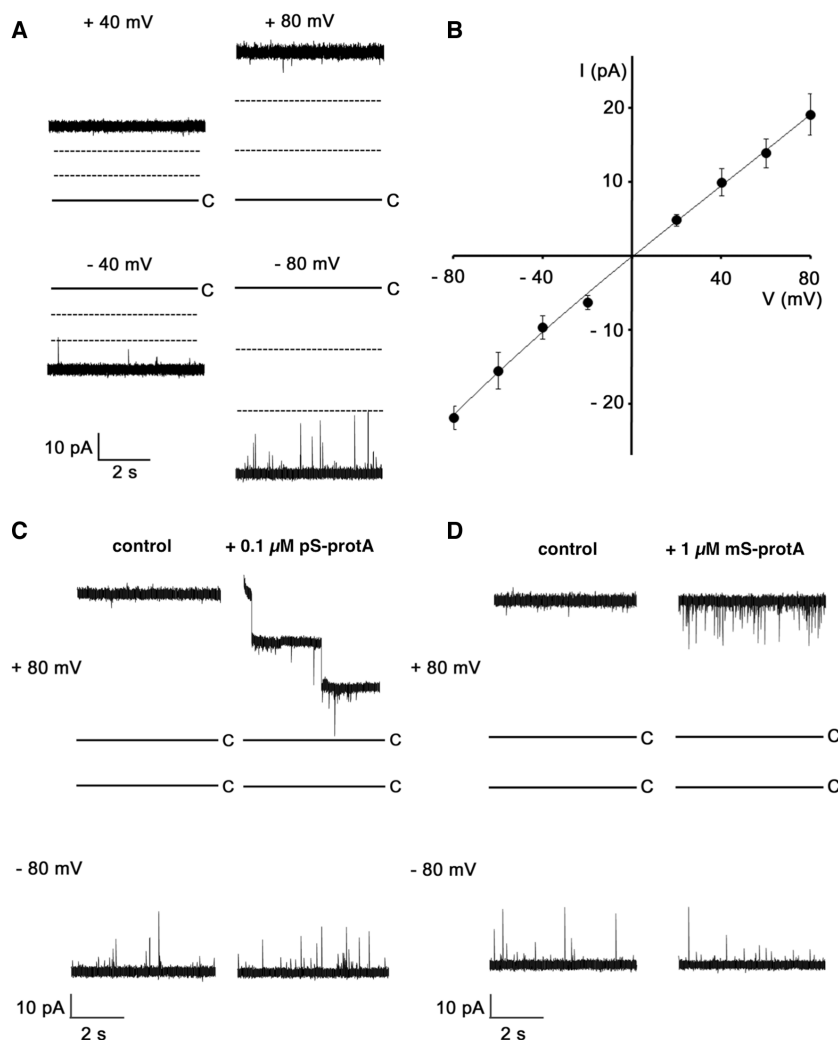 A
+ 40 mV
+ 80 mV
C
C
- 40 mV
- 80 mV
C
C
10 pA
2 s
B
I (pA)
20
10
- 80
- 40
40
80
V (mV)
- 10
- 20
C
control
+ 0.1 µM pS-protA
+ 80 mV
C
C
C
C
- 80 mV
10 pA
2 s
D
control
+ 1 µM mS-protA
+ 80 mV
C
C
C
C
- 80 mV
10 pA
2 s